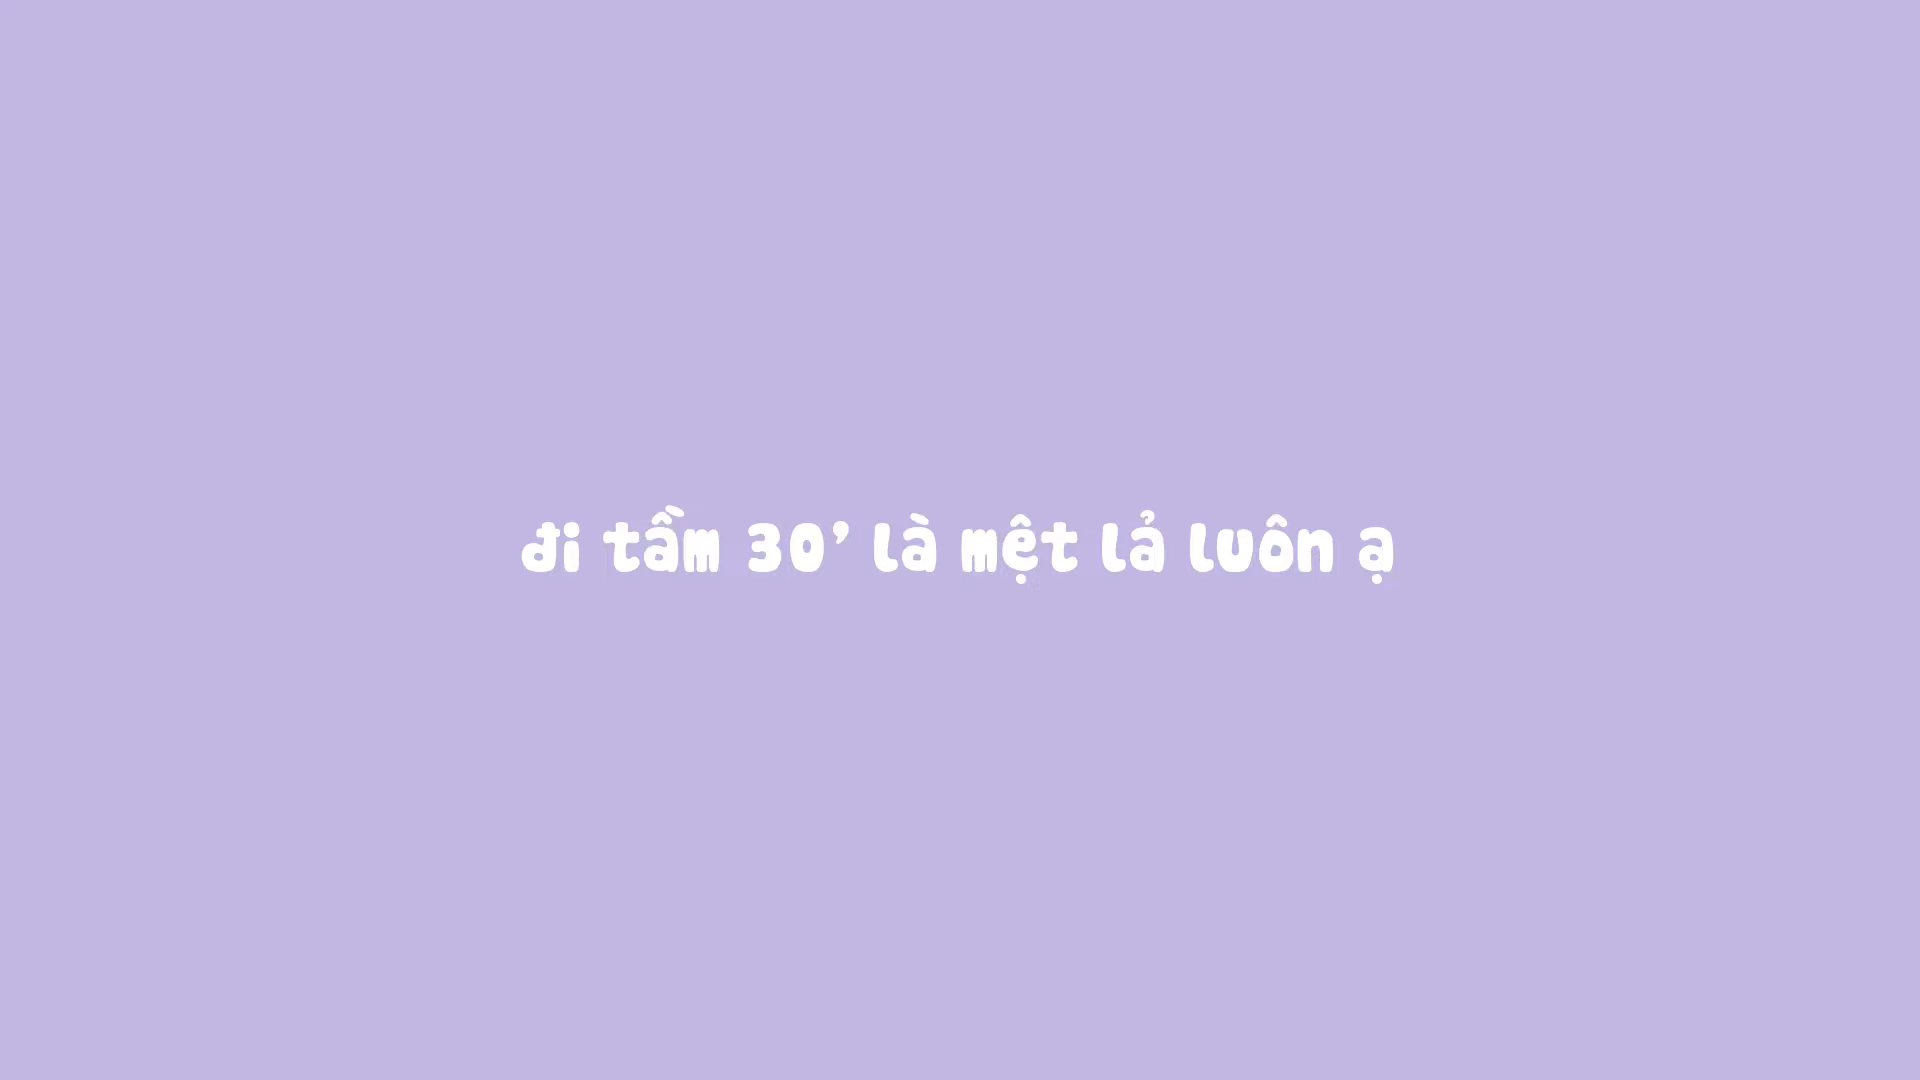 đi tầm 30’ là mệt lả luôn ạ